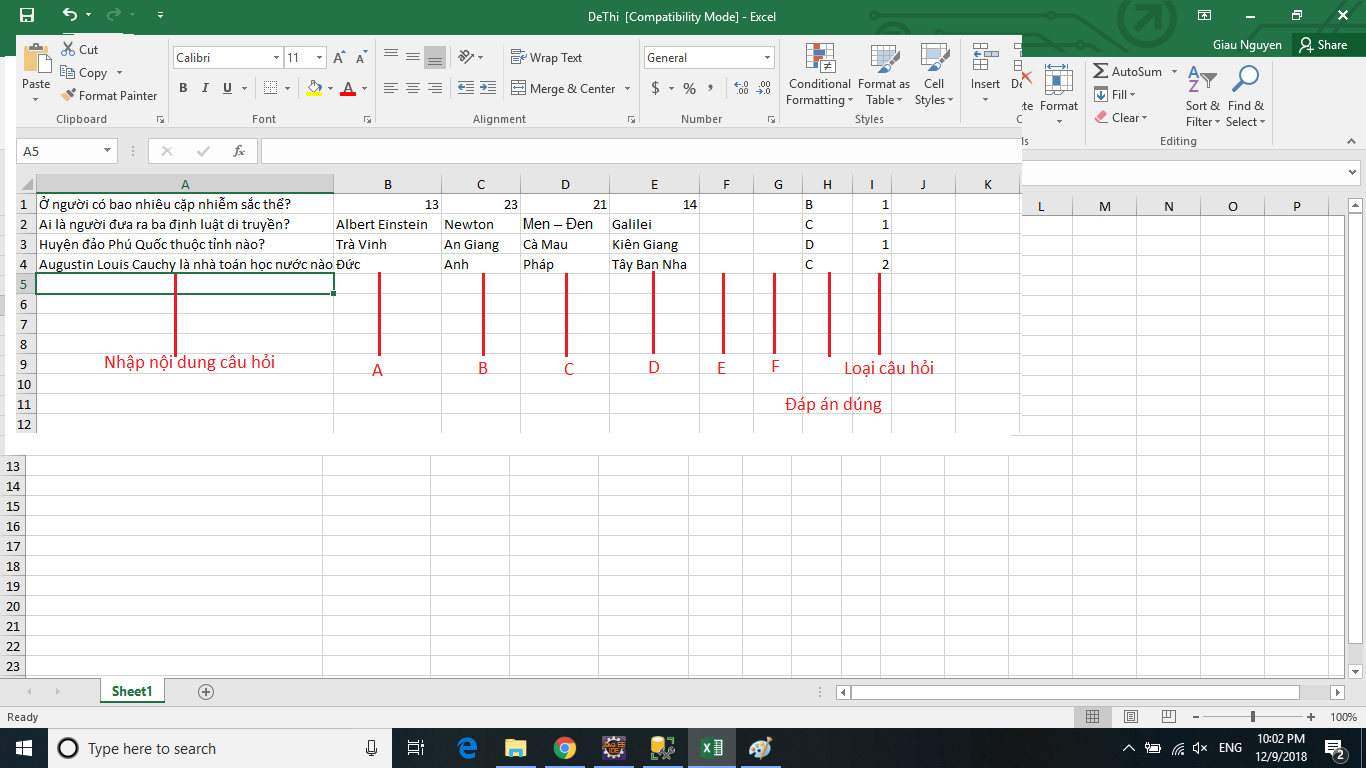 DeThi [Compatibility Mode] - Excel
Giau Nguyen Share
Cut
Copy
Format Painter
Paste
Clipboard
Calibri 11
B I U
Font
Wrap Text
Merge & Center
Alignment
General
$ % ,
Number
Conditional Formatting
Format as Table
Cell Styles
Styles
Insert
Format
AutoSum
Fill
Clear
Sort & Filter
Find & Select
Editing
A5 fx
A B C D E F G H I J K L M N O P
1 Ở người có bao nhiêu cặp nhiễm sắc thể? 13 23 21 14 B 1
2 Ai là người đưa ra ba định luật di truyền? Albert Einstein Newton Men – Đen Galilei C 1
3 Huyện đảo Phú Quốc thuộc tỉnh nào? Trà Vinh An Giang Cà Mau Kiên Giang D 1
4 Augustin Louis Cauchy là nhà toán học nước nào Đức Anh Pháp Tây Ban Nha C 2
5
6
7
8
9
10
11
12
Nhập nội dung câu hỏi A B C D E F Loại câu hỏi
Đáp án dúng
13
14
15
16
17
18
19
20
21
22
23
Sheet1
Ready 100%
Type here to search
ENG
10:02 PM
12/9/2018
2